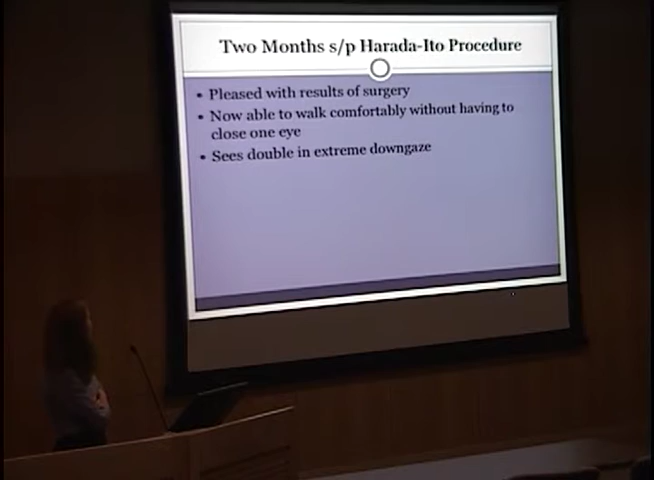 Two Months s/p Harada-Ito Procedure
• Pleased with results of surgery
• Now able to walk comfortably without having to
close one eye
• Sees double in extreme downgaze